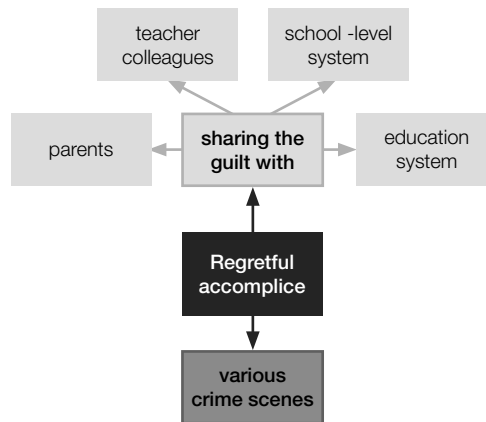 teacher
colleagues
school -level
system
parents
sharing the
guilt with
education
system
Regretful
accomplice
various
crime scenes